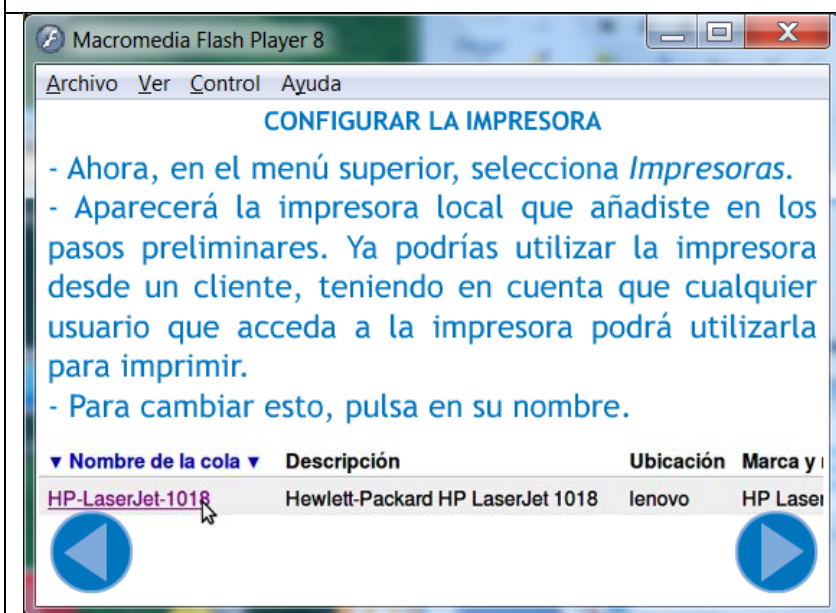 Macromedia Flash Player 8
Archivo Ver Control Ayuda
CONFIGURAR LA IMPRESORA
- Ahora, en el menú superior, selecciona Impresoras.
- Aparecerá la impresora local que añadiste en los
pasos preliminares. Ya podrías utilizar la impresora
desde un cliente, teniendo en cuenta que cualquier
usuario que acceda a la impresora podrá utilizarla
para imprimir.
- Para cambiar esto, pulsa en su nombre.
▼ Nombre de la cola ▼ Descripción Ubicación Marca y
HP-LaserJet-1018 Hewlett-Packard HP LaserJet 1018 lenovo HP Laser